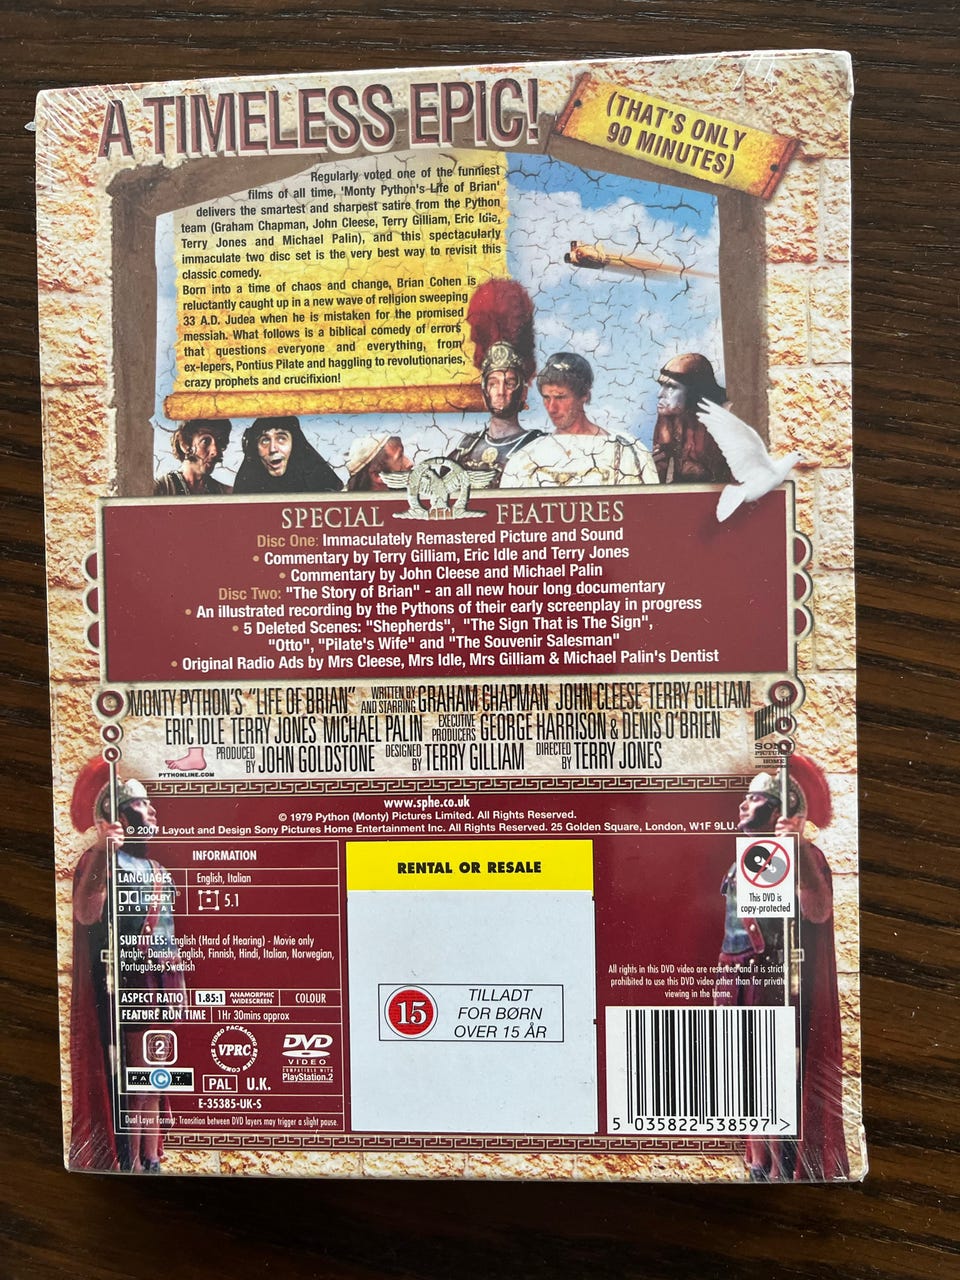 A TIMELESS EPIC!
(THAT'S ONLY
90 MINUTES)
Regularly voted one of the funniest
films of all time, 'Monty Python's Life of Brian'
delivers the smartest and sharpest satire from the Python
team (Graham Chapman, John Cleese, Terry Gilliam, Eric Idle,
Terry Jones and Michael Palin), and this spectacularly
immaculate two disc set is the very best way to revisit this
classic comedy.
Born into a time of chaos and change, Brian Cohen is
reluctantly caught up in a new wave of religion sweeping
33 A.D. Judea when he is mistaken for the promised
messiah. What follows is a biblical comedy of errors
that questions everyone and everything, from
ex-lepers, Pontius Pilate and haggling to revolutionaries,
crazy prophets and crucifixion!
SPECIAL FEATURES
Disc One: Immaculately Remastered Picture and Sound
• Commentary by Terry Gilliam, Eric Idle and Terry Jones
• Commentary by John Cleese and Michael Palin
Disc Two: "The Story of Brian" - an all new hour long documentary
• An illustrated recording by the Pythons of their early screenplay in progress
• 5 Deleted Scenes: "Shepherds", "The Sign That is The Sign",
"Otto", "Pilate's Wife" and "The Souvenir Salesman"
• Original Radio Ads by Mrs Cleese, Mrs Idle, Mrs Gilliam & Michael Palin's Dentist
MONTY PYTHON'S "LIFE OF BRIAN" WRITTEN BY AND STARRING GRAHAM CHAPMAN JOHN CLEESE TERRY GILLIAM
ERIC IDLE TERRY JONES MICHAEL PALIN EXECUTIVE PRODUCERS GEORGE HARRISON & DENIS O'BRIEN
PRODUCED BY JOHN GOLDSTONE DESIGNED BY TERRY GILLIAM DIRECTED BY TERRY JONES
PYTHONLINE.COM
SONY
PICTURES
HOME
www.sphe.co.uk
© 1979 Python (Monty) Pictures Limited. All Rights Reserved.
© 2007 Layout and Design Sony Pictures Home Entertainment Inc. All Rights Reserved. 25 Golden Square, London, W1F 9LU.
INFORMATION
LANGUAGES English, Italian
DOLBY
DIGITAL
5.1
SUBTITLES: English (Hard of Hearing) - Movie only
Arabic, Danish, English, Finnish, Hindi, Italian, Norwegian,
Portuguese, Swedish
ASPECT RATIO 1.85:1 ANAMORPHIC WIDESCREEN COLOUR
FEATURE RUN TIME 1Hr 30mins approx
2
FACT
VIDEO PACKAGING REVIEW COMMITTEE
VPRC
DVD
VIDEO
COMPATIBLE WITH
PlayStation.2
PAL U.K.
E-35385-UK-S
Dual Layer Format: Transition between DVD layers may trigger a slight pause.
RENTAL OR RESALE
15
TILLADT
FOR BØRN
OVER 15 ÅR
This DVD is
copy-protected
All rights in this DVD video are reserved and it is strictly
prohibited to use this DVD video other than for private
viewing in the home.
5 035822 538597 >